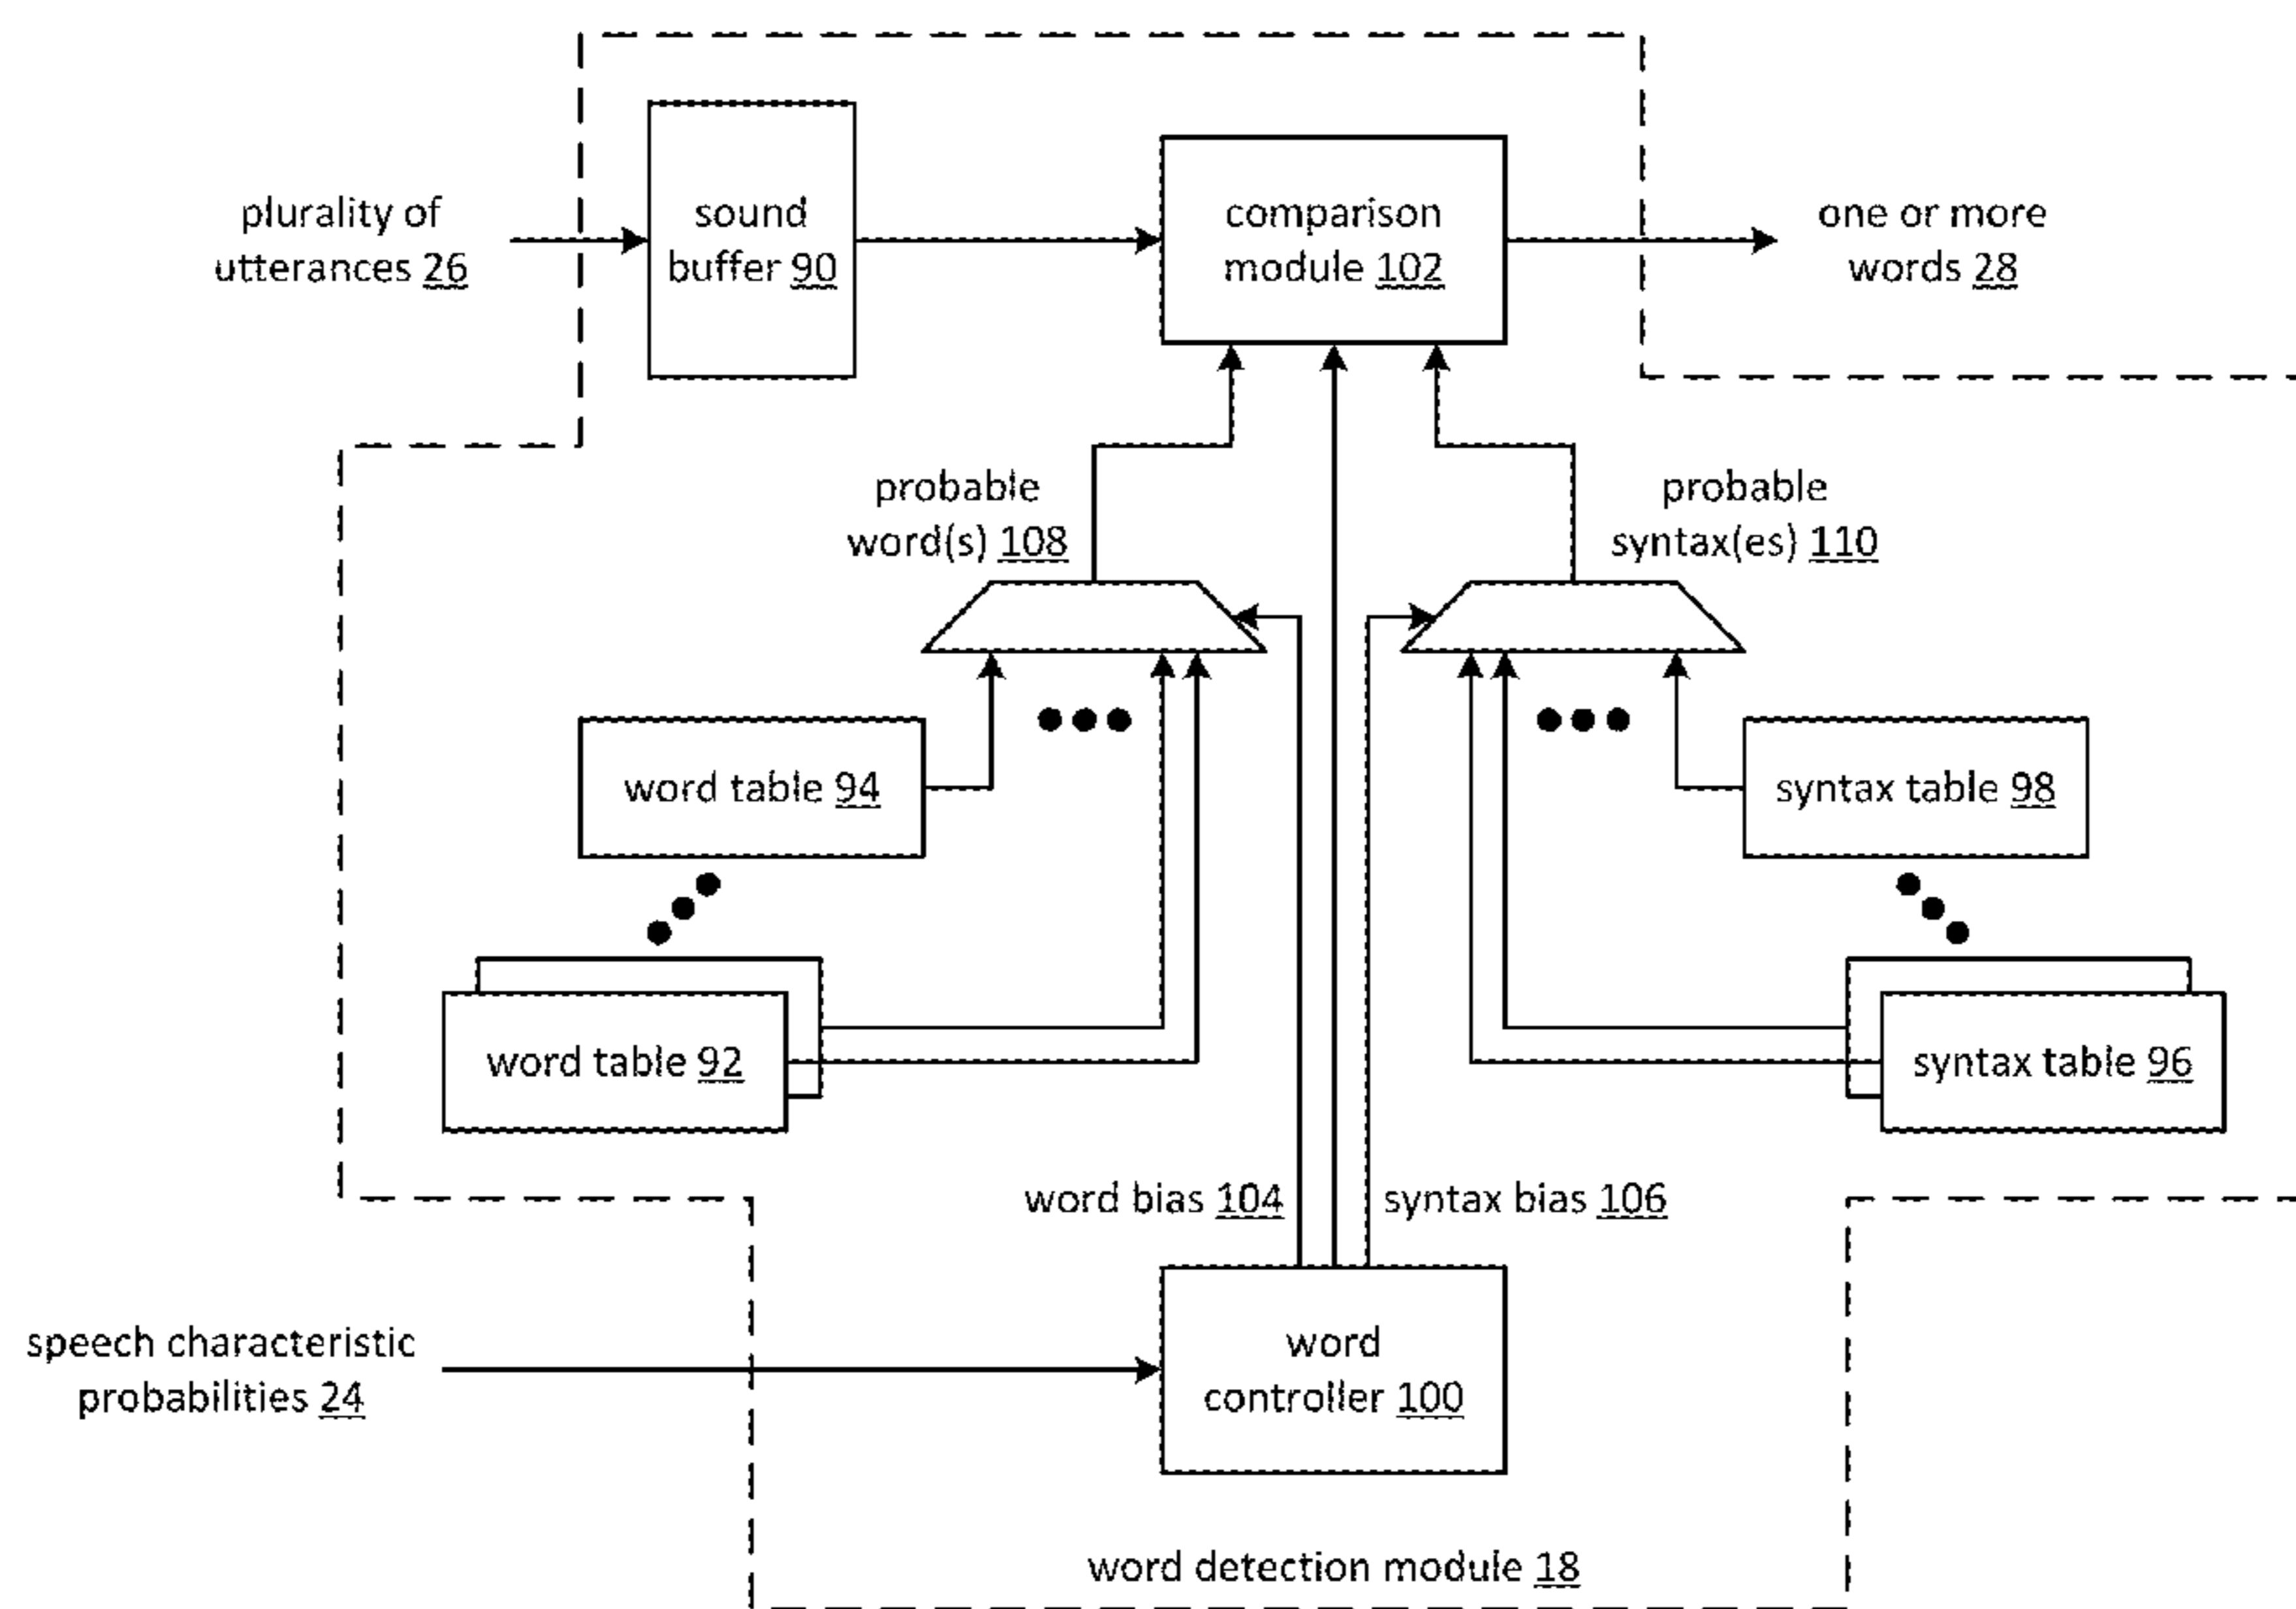 plurality of
utterances 26
sound
buffer 90
comparison
module 102
one or more
words 28
probable
word(s) 108
probable
syntax(es) 110
word table 94
syntax table 98
word table 92
syntax table 96
word bias 104
syntax bias 106
speech characteristic
probabilities 24
word
controller 100
word detection module 18